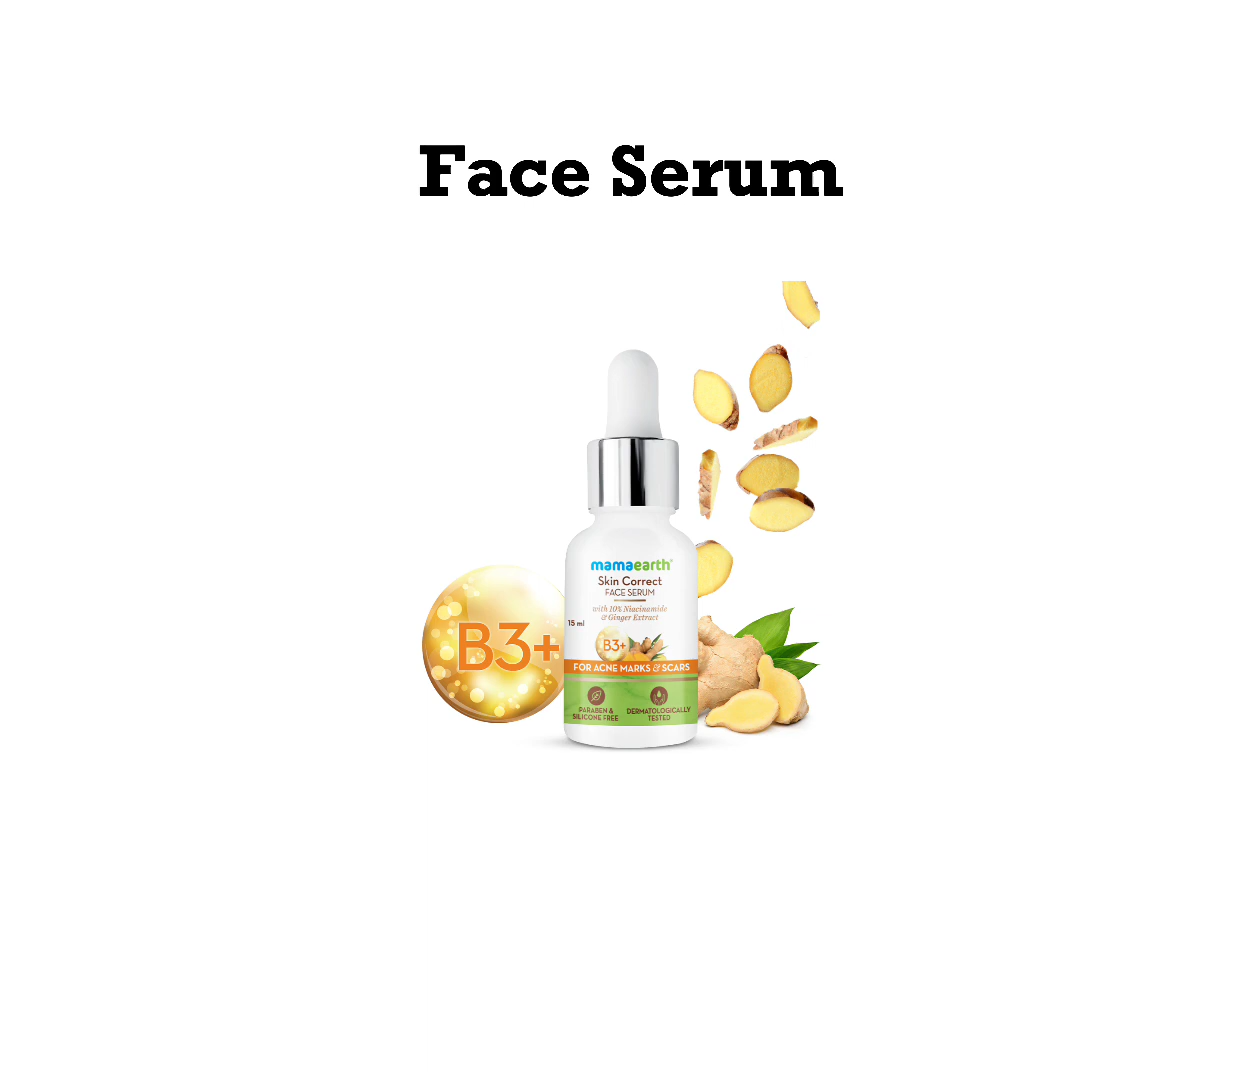 Face Serum
mamaearth®
Skin Correct
FACE SERUM
with 10% Niacinamide
& Ginger Extract
15 ml
B3+
B3+
FOR ACNE MARKS & SCARS
PARABEN &
SILICONE FREE
DERMATOLOGICALLY
TESTED